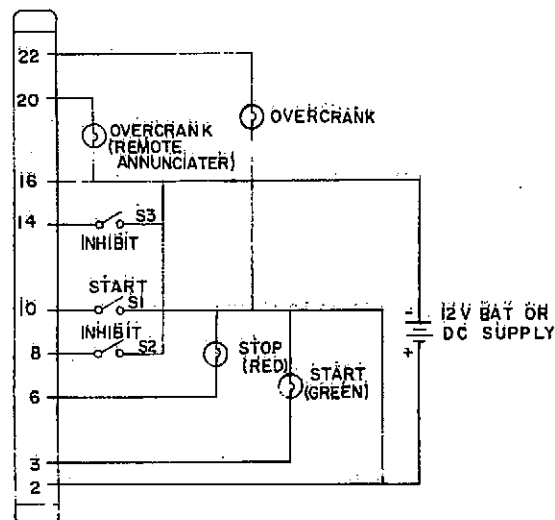 22
20
OVERCRANK
OVERCRANK
(REMOTE
ANNUNCIATER)
16
14
S3
INHIBIT
START
10
S1
INHIBIT
8
S2
STOP
(RED)
START
(GREEN)
6
3
2
-
12V BAT OR
DC SUPPLY
+